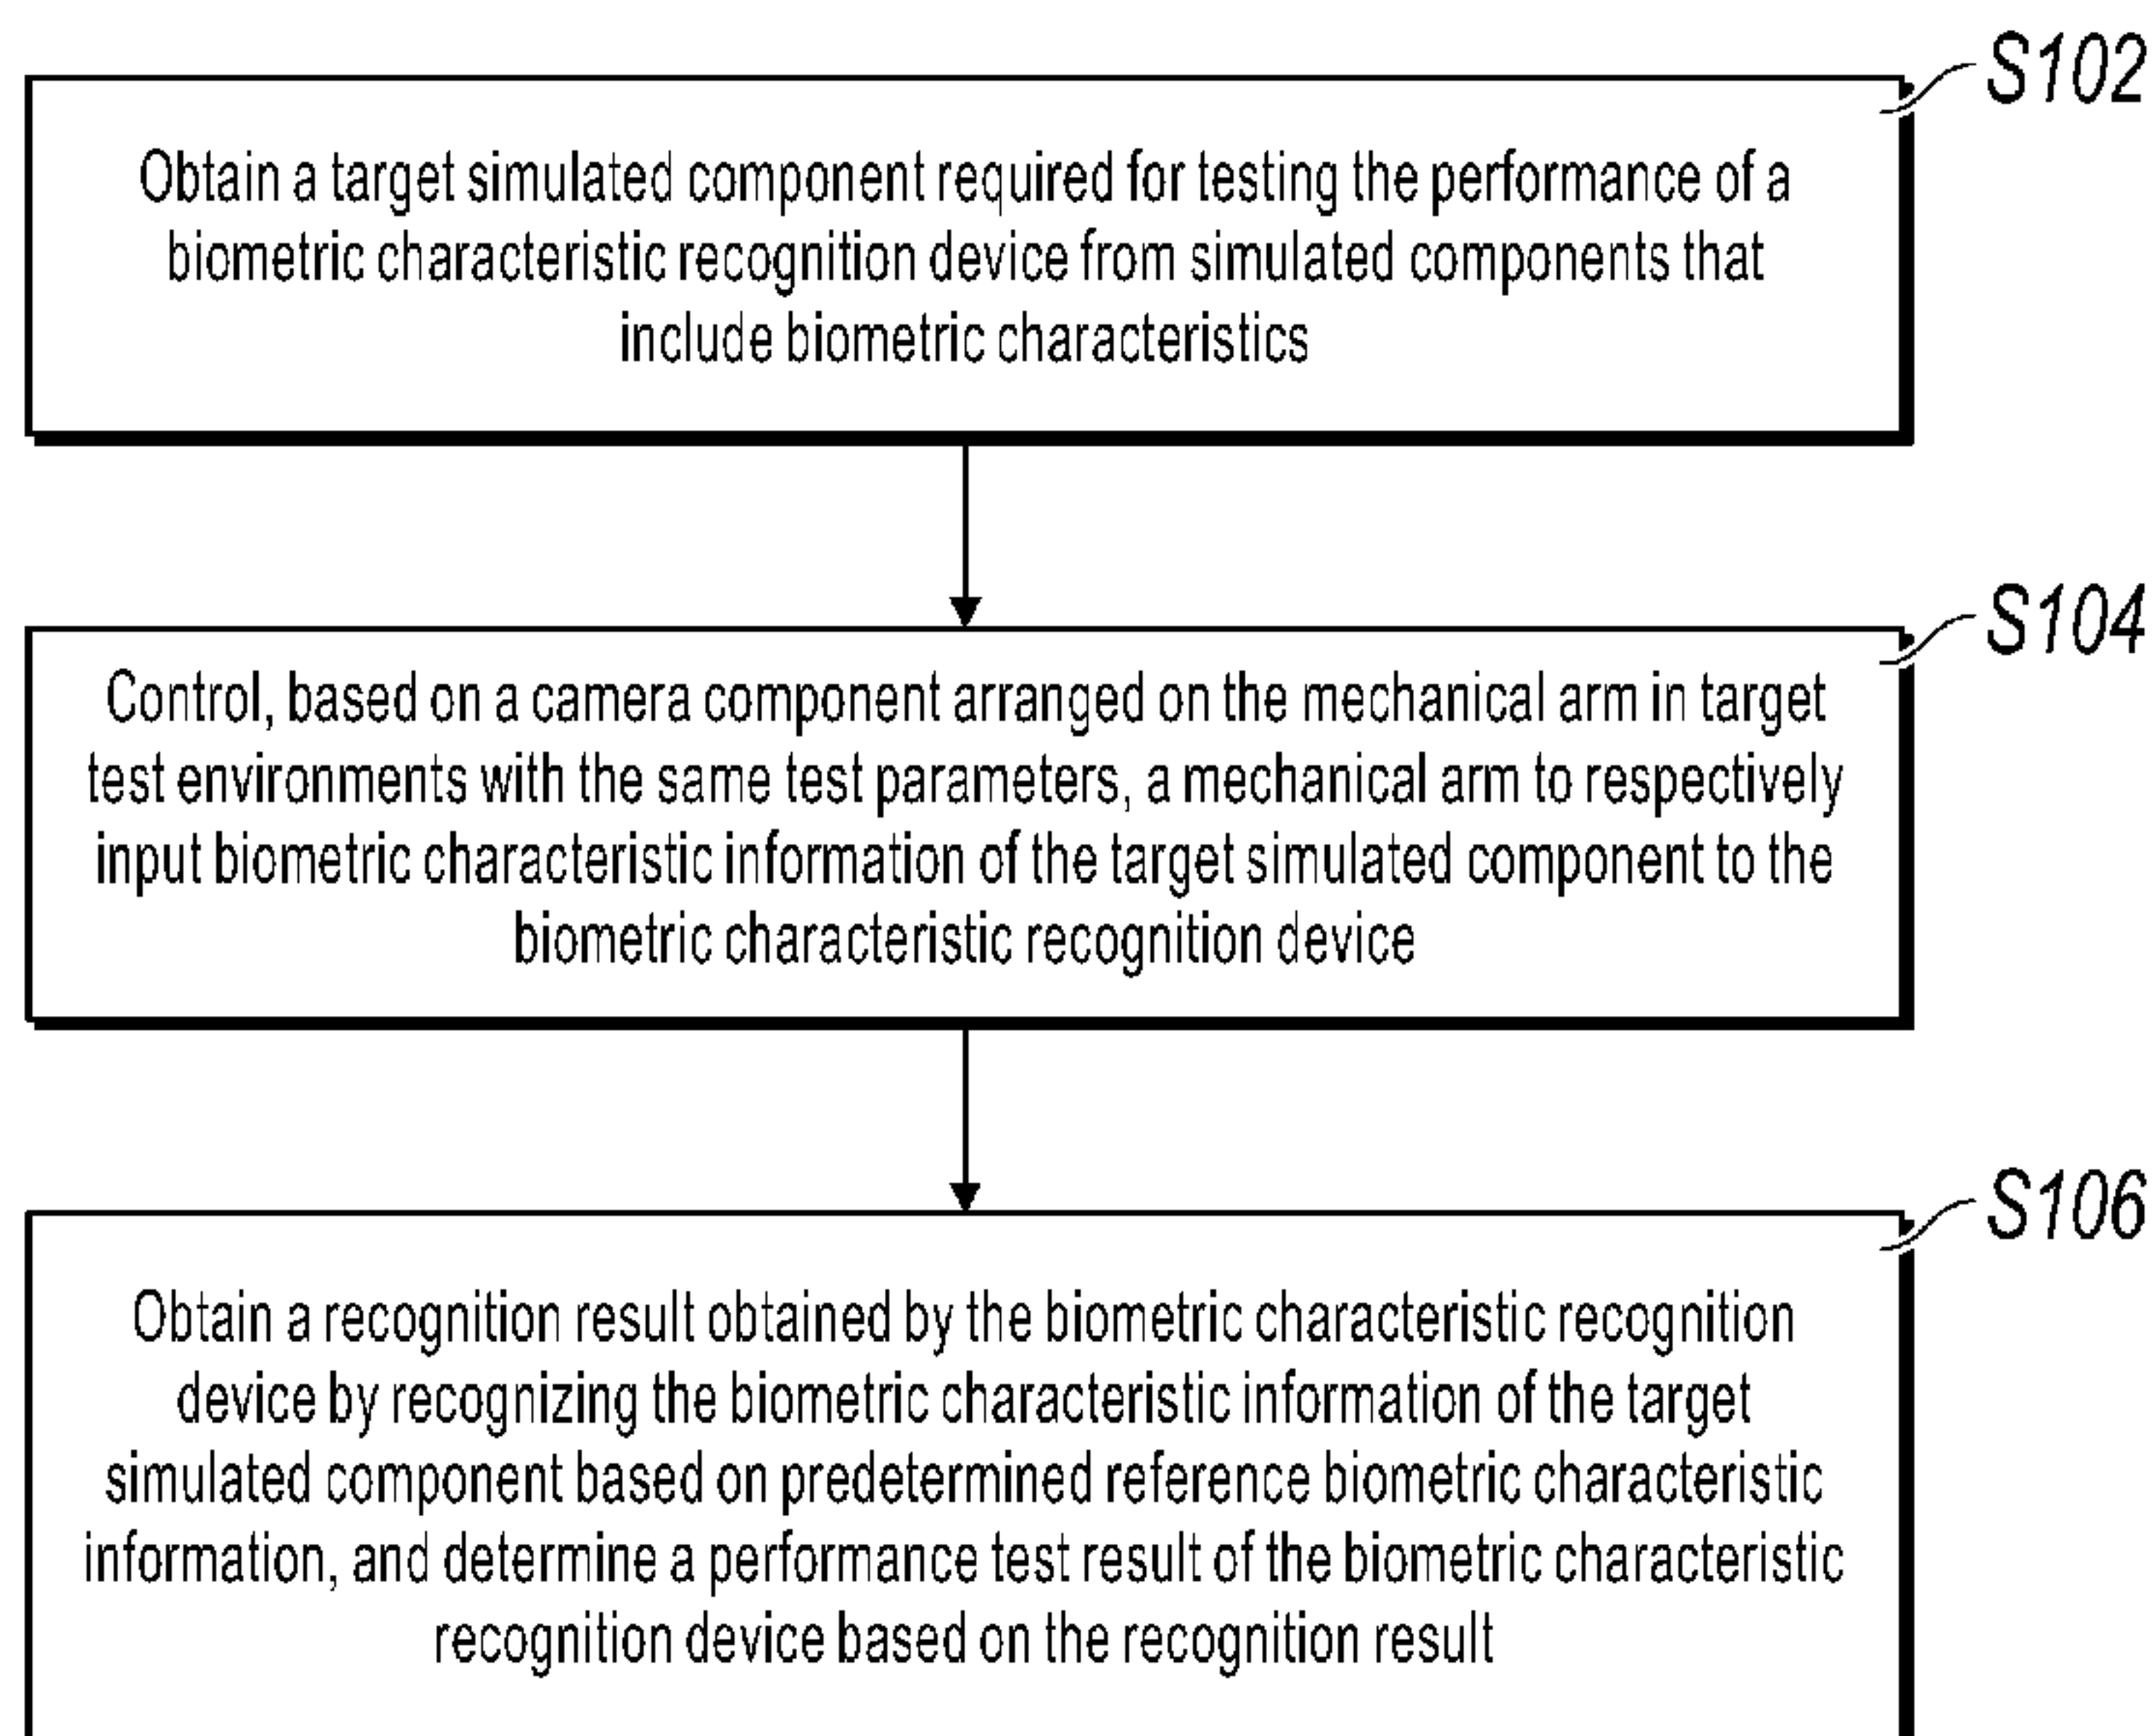 S102
Obtain a target simulated component required for testing the performance of a
biometric characteristic recognition device from simulated components that
include biometric characteristics
S104
Control, based on a camera component arranged on the mechanical arm in target
test environments with the same test parameters, a mechanical arm to respectively
input biometric characteristic information of the target simulated component to the
biometric characteristic recognition device
S106
Obtain a recognition result obtained by the biometric characteristic recognition
device by recognizing the biometric characteristic information of the target
simulated component based on predetermined reference biometric characteristic
information, and determine a performance test result of the biometric characteristic
recognition device based on the recognition result